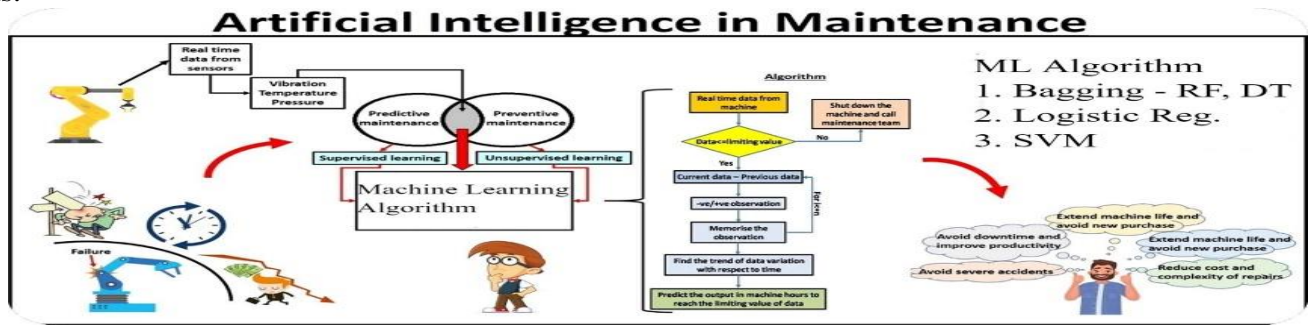 Artificial Intelligence in Maintenance
Real time
data from
sensors
Vibration
Temperature
Pressure
Predictive
maintenance
Preventive
maintenance
Supervised learning
Unsupervised learning
Machine Learning
Algorithm
Failure
Algorithm
Real time data from
machine
Shut down the
machine and call
maintenance team
Data<=limiting value
No
Yes
Current data – Previous data
-ve/+ve observation
Memorise the
observation
Find the trend of data variation
with respect to time
Predict the output in machine hours to
reach the limiting value of data
ML Algorithm
1. Bagging - RF, DT
2. Logistic Reg.
3. SVM
Extend machine life and
avoid new purchase
Avoid downtime and
improve productivity
Extend machine life and
avoid new purchase
Avoid severe accidents
Reduce cost and
complexity of repairs